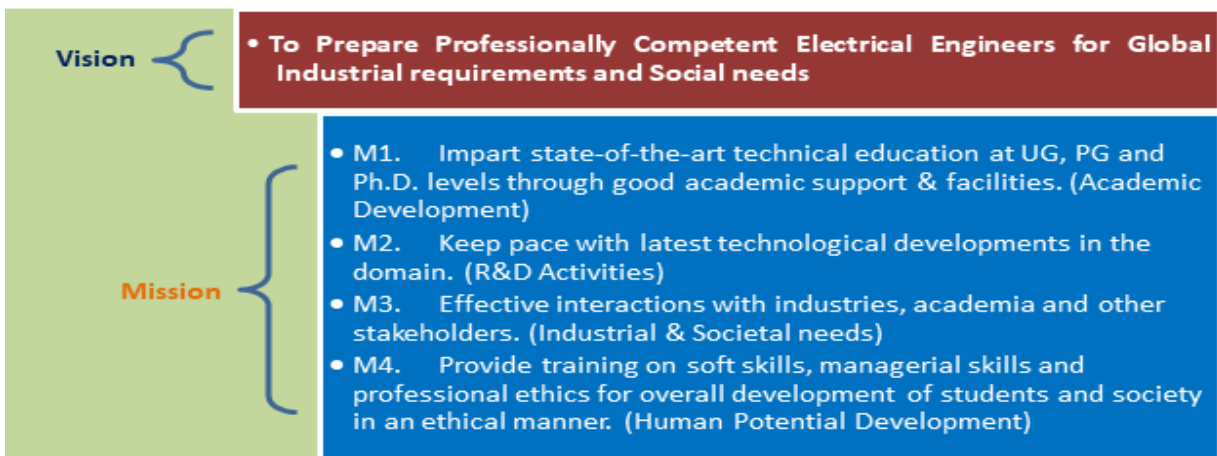 Vision
• To Prepare Professionally Competent Electrical Engineers for Global
Industrial requirements and Social needs
Mission
• M1. Impart state-of-the-art technical education at UG, PG and
Ph.D. levels through good academic support & facilities. (Academic
Development)
• M2. Keep pace with latest technological developments in the
domain. (R&D Activities)
• M3. Effective interactions with industries, academia and other
stakeholders. (Industrial & Societal needs)
• M4. Provide training on soft skills, managerial skills and
professional ethics for overall development of students and society
in an ethical manner. (Human Potential Development)